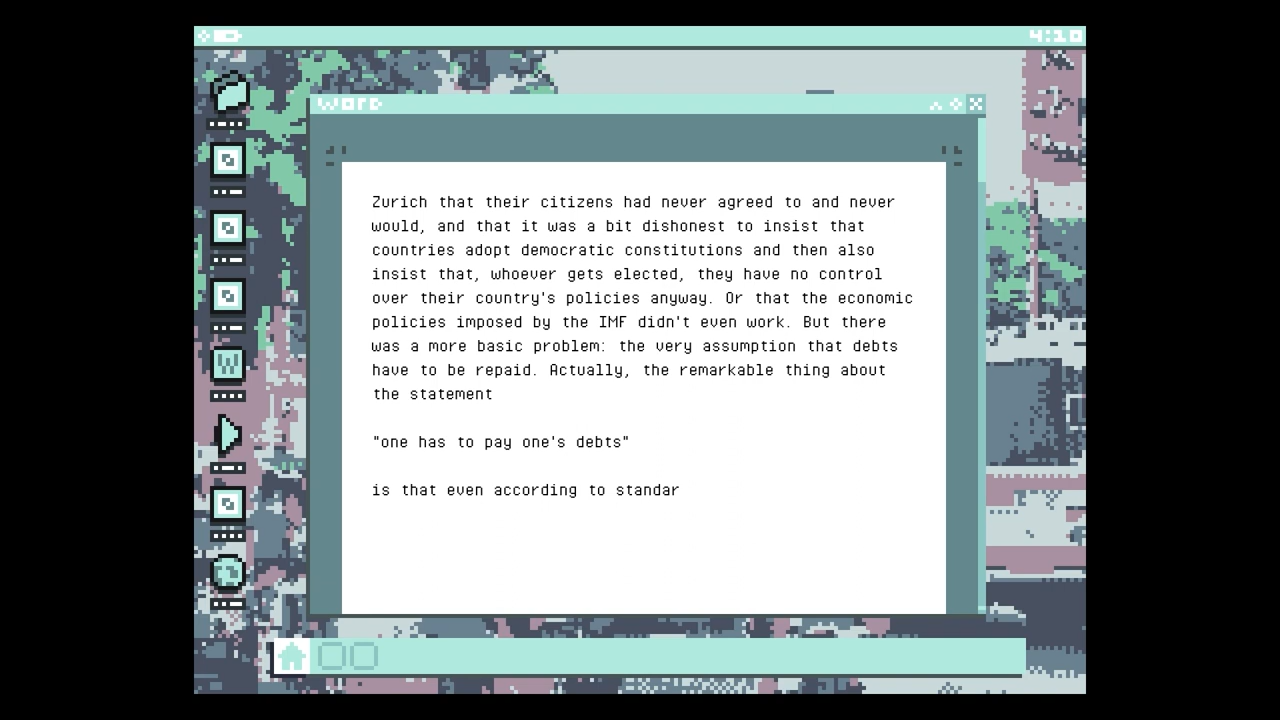 4:10
Word
Zurich that their citizens had never agreed to and never
would, and that it was a bit dishonest to insist that
countries adopt democratic constitutions and then also
insist that, whoever gets elected, they have no control
over their country's policies anyway. Or that the economic
policies imposed by the IMF didn't even work. But there
was a more basic problem: the very assumption that debts
have to be repaid. Actually, the remarkable thing about
the statement
"one has to pay one's debts"
is that even according to standar
W